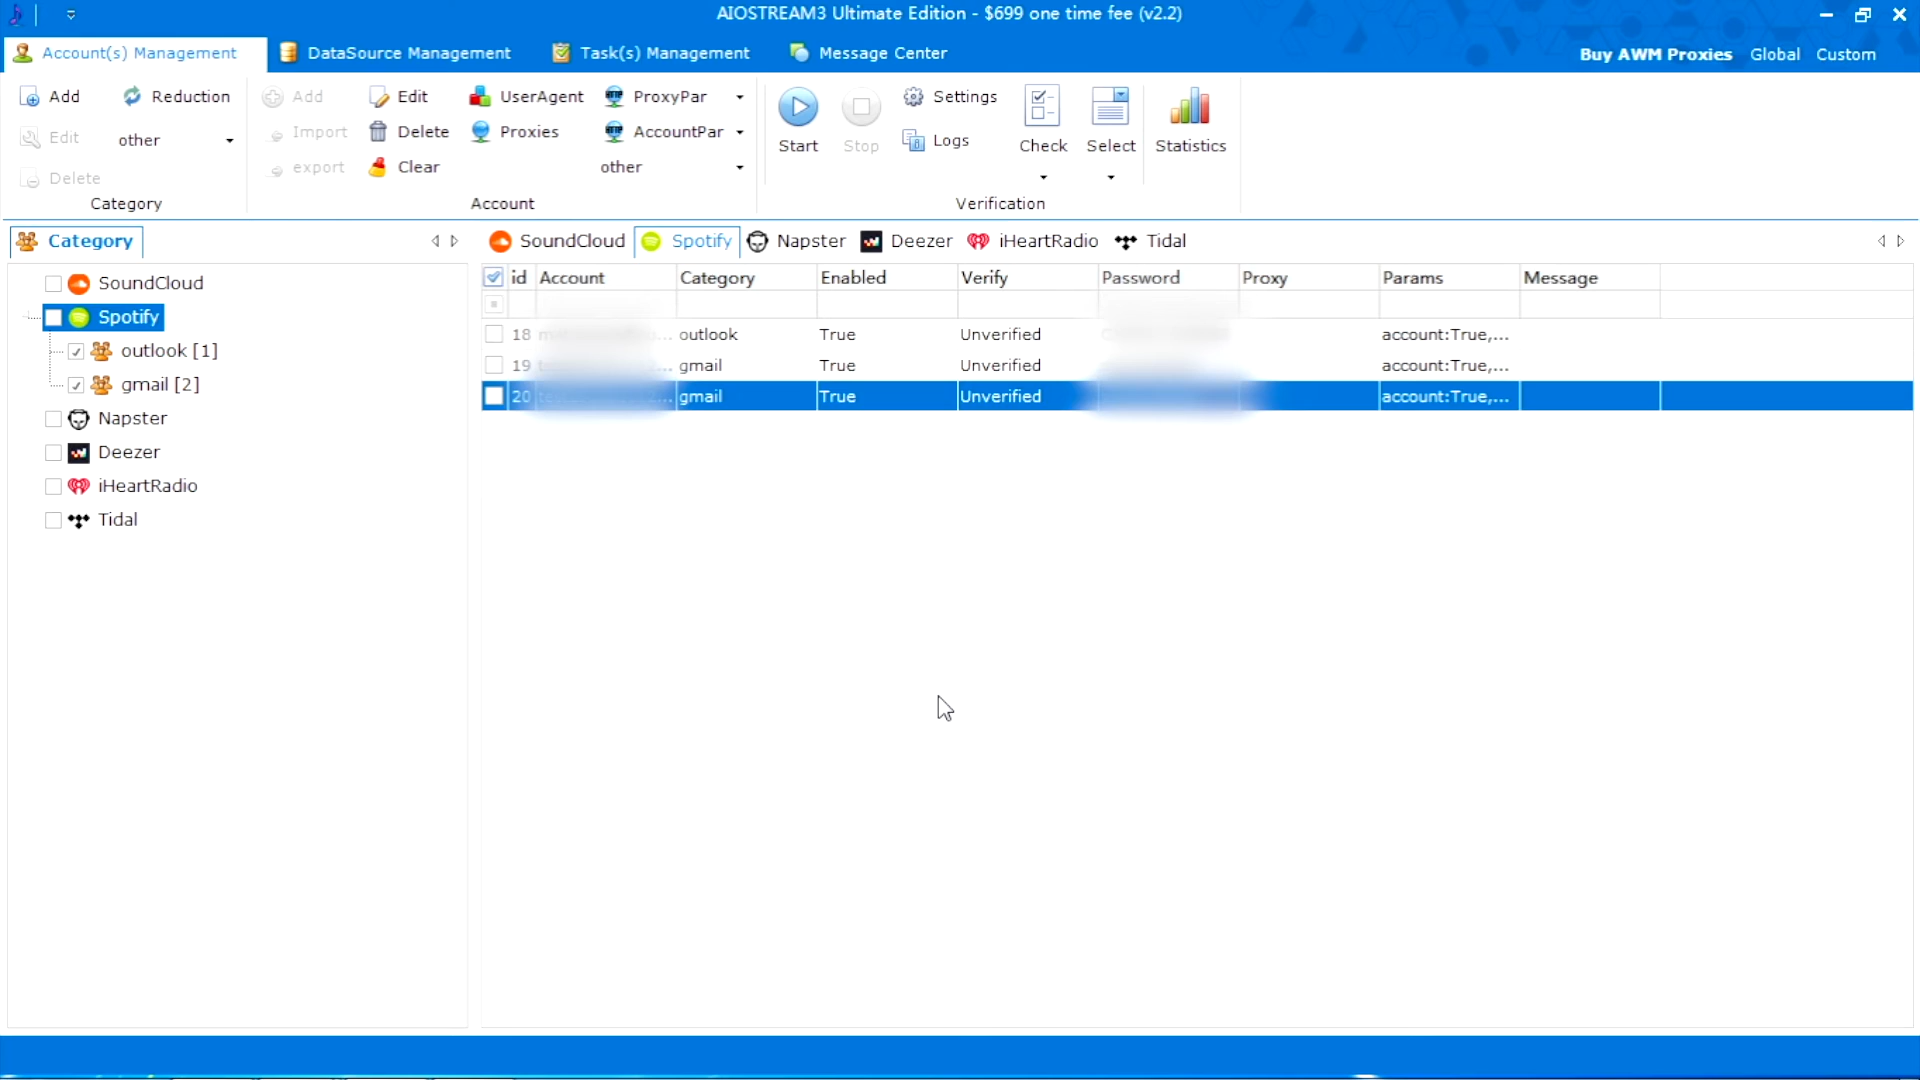 AIOSTREAM3 Ultimate Edition - $699 one time fee (v2.2)
Account(s) Management DataSource Management Task(s) Management Message Center Buy AWM Proxies Global Custom
Add Reduction Add Edit UserAgent ProxyPar Settings
Edit other Import Delete Proxies AccountPar Start Stop Logs Check Select Statistics
Delete export Clear other
Category Account Verification
Category SoundCloud Spotify Napster Deezer iHeartRadio Tidal
id Account Category Enabled Verify Password Proxy Params Message
18 outlook True Unverified account:True,...
19 gmail True Unverified account:True,...
20 gmail True Unverified account:True,...
SoundCloud
Spotify
outlook [1]
gmail [2]
Napster
Deezer
iHeartRadio
Tidal